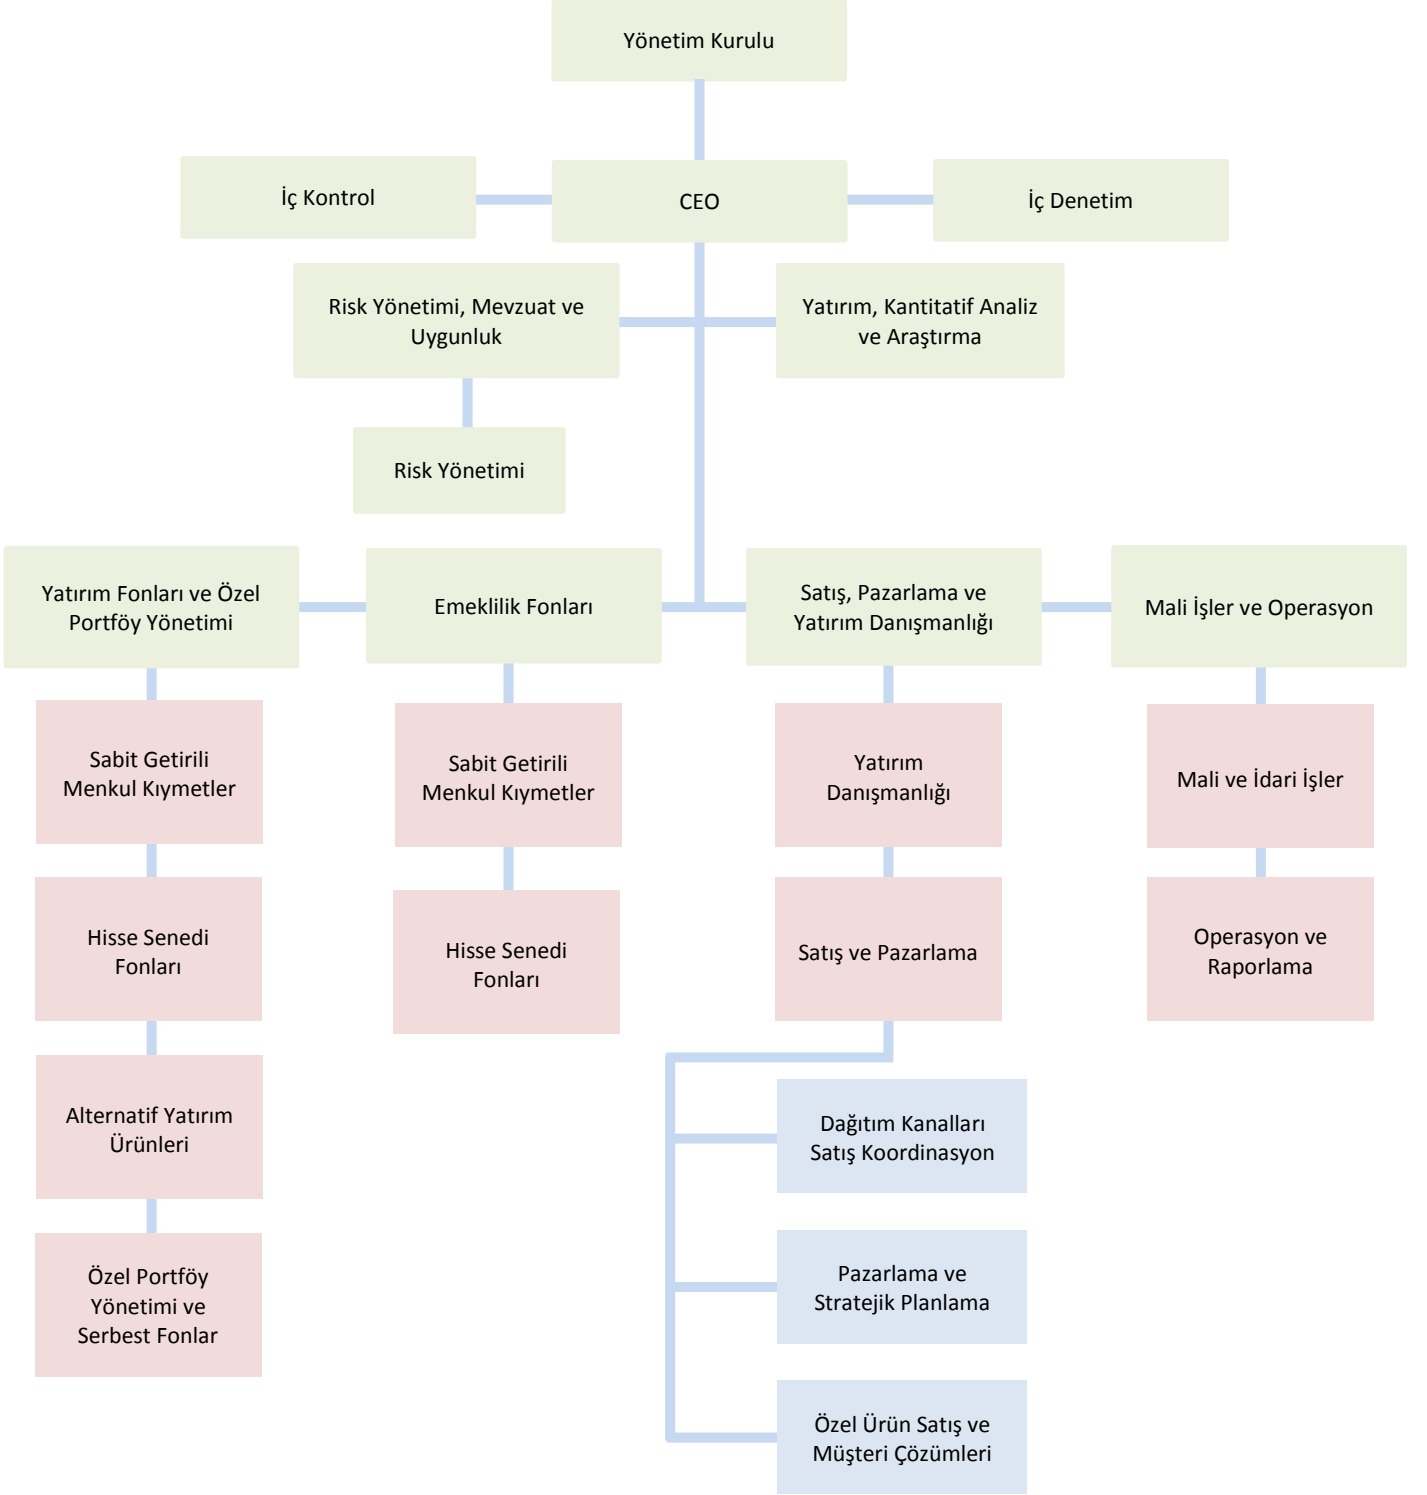 Yönetim Kurulu
İç Kontrol
CEO
İç Denetim
Risk Yönetimi, Mevzuat ve
Uygunluk
Yatırım, Kantitatif Analiz
ve Araştırma
Risk Yönetimi
Yatırım Fonları ve Özel
Portföy Yönetimi
Emeklilik Fonları
Satış, Pazarlama ve
Yatırım Danışmanlığı
Mali İşler ve Operasyon
Sabit Getirili
Menkul Kıymetler
Sabit Getirili
Menkul Kıymetler
Yatırım
Danışmanlığı
Mali ve İdari İşler
Hisse Senedi
Fonları
Hisse Senedi
Fonları
Satış ve Pazarlama
Operasyon ve
Raporlama
Alternatif Yatırım
Ürünleri
Dağıtım Kanalları
Satış Koordinasyon
Özel Portföy
Yönetimi ve
Serbest Fonlar
Pazarlama ve
Stratejik Planlama
Özel Ürün Satış ve
Müşteri Çözümleri